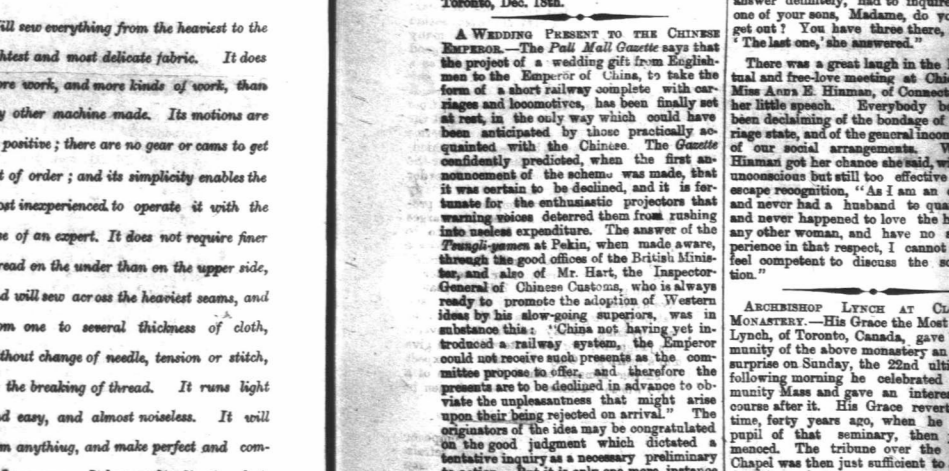 ill sew everything from the heaviest to the
htest and most delicate fabric. It does
ore work, and more kinds of work, than
y other machine made. Its motions are
positive; there are no gear or cams to get
t of order; and its simplicity enables the
ost inexperienced to operate it with the
e of an expert. It does not require finer
read on the under than on the upper side,
d will sew across the heaviest seams, and
om one to several thickness of cloth,
thout change of needle, tension or stitch,
the breaking of thread. It runs light
d easy, and almost noiseless. It will
m anything, and make perfect and com-
Toronto, Dec. 18th.
A WEDDING PRESENT TO THE CHINESE
EMPEROR.—The Pall Mall Gazette says that
the project of a wedding gift from English-
men to the Emperor of China, to take the
form of a short railway complete with car-
riages and locomotives, has been finally set
at rest, in the only way which could have
been anticipated by those practically ac-
quainted with the Chinese. The Gazette
confidently predicted, when the first an-
nouncement of the scheme was made, that
it was certain to be declined, and it is for-
tunate for the enthusiastic projectors that
warning voices deterred them from rushing
into useless expenditure. The answer of the
Tsungli-yamen at Pekin, when made aware,
through the good offices of the British Minis-
ter, and also of Mr. Hart, the Inspector-
General of Chinese Customs, who is always
ready to promote the adoption of Western
ideas by his slow-going superiors, was in
substance this: "China not having yet in-
troduced a railway system, the Emperor
could not receive such presents as the com-
mittee propose to offer, and therefore the
presents are to be declined in advance to ob-
viate the unpleasantness that might arise
upon their being rejected on arrival." The
originators of the idea may be congratulated
on the good judgment which dictated a
tentative inquiry as a necessary preliminary
answer definitely, had to inquire
one of your sons, Madame, do y
get out? You have three there,
'The last one,' she answered."
There was a great laugh in the
tual and free-love meeting at Chi
Miss Anna E. Hinman, of Connect
her little speech. Everybody h
been declaiming of the bondage of
riage state, and of the general incon
of our social arrangements. W
Hinman got her chance she said, w
unconscious but still too effective
escape recognition, "As I am an
and never had a husband to qua
and never happened to love the h
any other woman, and have no
perience in that respect, I cannot
feel competent to discuss the s
tion."
ARCHBISHOP LYNCH AT CL
MONASTERY.—His Grace the Most
Lynch, of Toronto, Canada, gave
munity of the above monastery an
surprise on Sunday, the 22nd ulti
following morning he celebrated
munity Mass and gave an interes
course after it. His Grace rever
time, forty years ago, when he
pupil of that seminary, then
menced. The tribune over the
Chapel was then just sufficient to